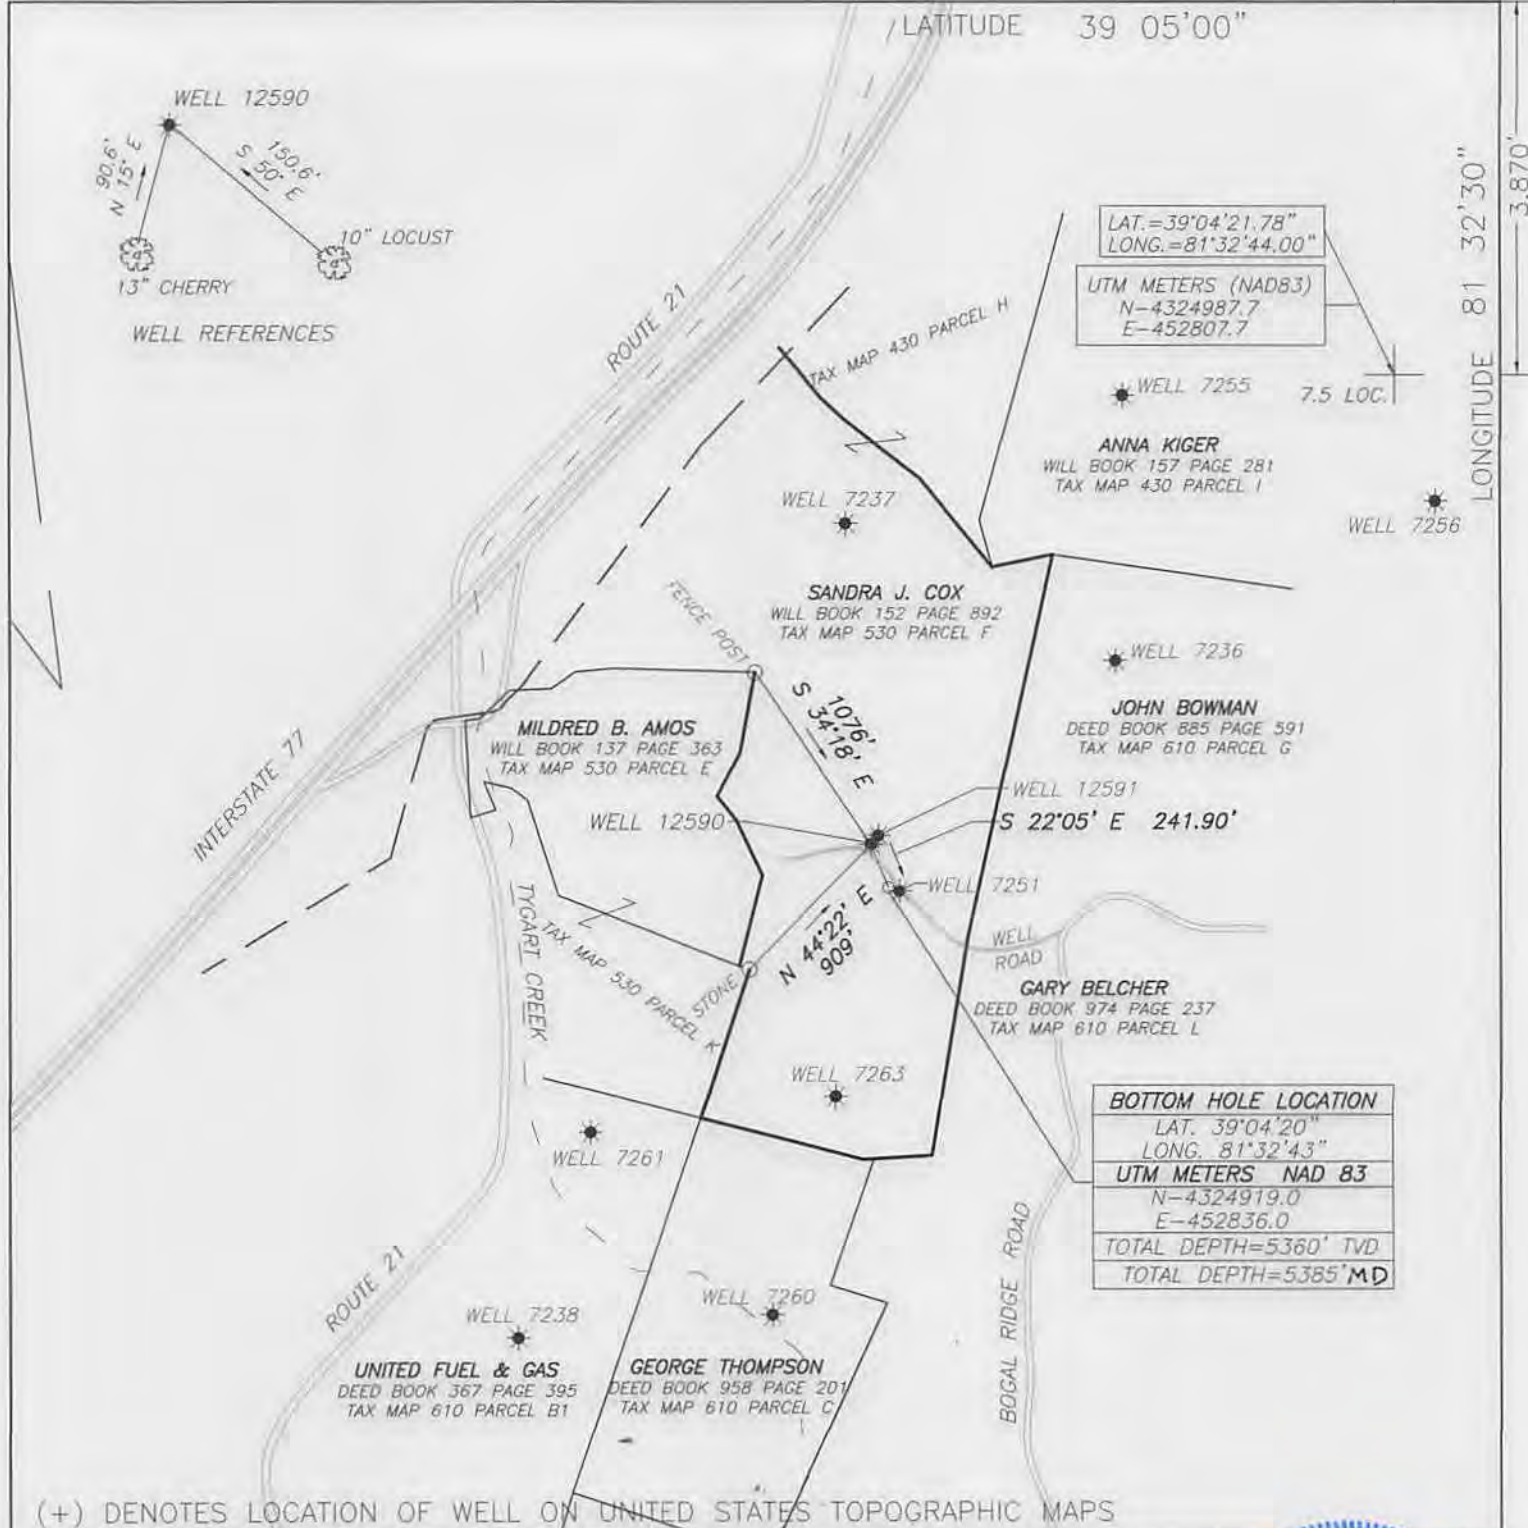 LATITUDE 39 05'00"
3,870'
LONGITUDE 81 32'30"
WELL 12590
90.6'
N 15° E
150.6'
S 50° E
10" LOCUST
13" CHERRY
WELL REFERENCES
LAT.=39°04'21.78"
LONG.=81°32'44.00"
UTM METERS (NAD83)
N-4324987.7
E-452807.7
7.5 LOC.
ROUTE 21
TAX MAP 430 PARCEL H
WELL 7255
ANNA KIGER
WILL BOOK 157 PAGE 281
TAX MAP 430 PARCEL I
WELL 7256
WELL 7237
SANDRA J. COX
WILL BOOK 152 PAGE 892
TAX MAP 530 PARCEL F
FENCE POST
1076'
S 34°18' E
WELL 7236
JOHN BOWMAN
DEED BOOK 885 PAGE 591
TAX MAP 610 PARCEL G
MILDRED B. AMOS
WILL BOOK 137 PAGE 363
TAX MAP 530 PARCEL E
INTERSTATE 77
WELL 12591
WELL 12590
S 22°05' E 241.90'
WELL 7251
N 44°22' E
909'
TYGART CREEK
TAX MAP 530 PARCEL K
STONE
WELL
ROAD
GARY BELCHER
DEED BOOK 974 PAGE 237
TAX MAP 610 PARCEL L
WELL 7263
WELL 7261
BOTTOM HOLE LOCATION
LAT. 39°04'20"
LONG. 81°32'43"
UTM METERS NAD 83
N-4324919.0
E-452836.0
TOTAL DEPTH=5360' TVD
TOTAL DEPTH=5385' MD
ROUTE 21
BOGAL RIDGE ROAD
WELL 7238
WELL 7260
UNITED FUEL & GAS
DEED BOOK 367 PAGE 395
TAX MAP 610 PARCEL B1
GEORGE THOMPSON
DEED BOOK 958 PAGE 201
TAX MAP 610 PARCEL C
(+) DENOTES LOCATION OF WELL ON UNITED STATES TOPOGRAPHIC MAPS